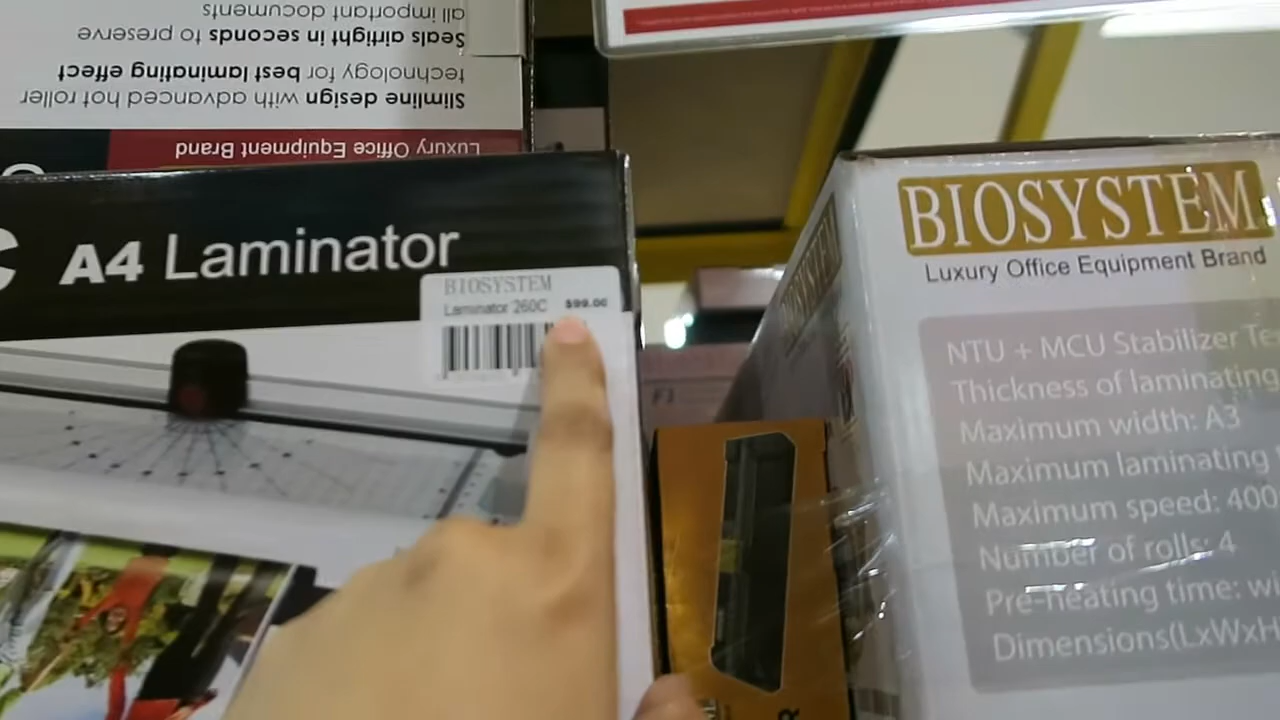 Luxury Office Equipment Brand
Slimline design with advanced hot roller
technology for best laminating effect
Seals airtight in seconds to preserve
all important documents
A4 Laminator
BIOSYSTEM
Laminator 260C $99.00
BIOSYSTEM
Luxury Office Equipment Brand
NTU + MCU Stabilizer
Thickness of laminating
Maximum width: A3
Maximum laminating
Maximum speed: 400
Number of rolls: 4
Pre-heating time:
Dimensions(LxWxH